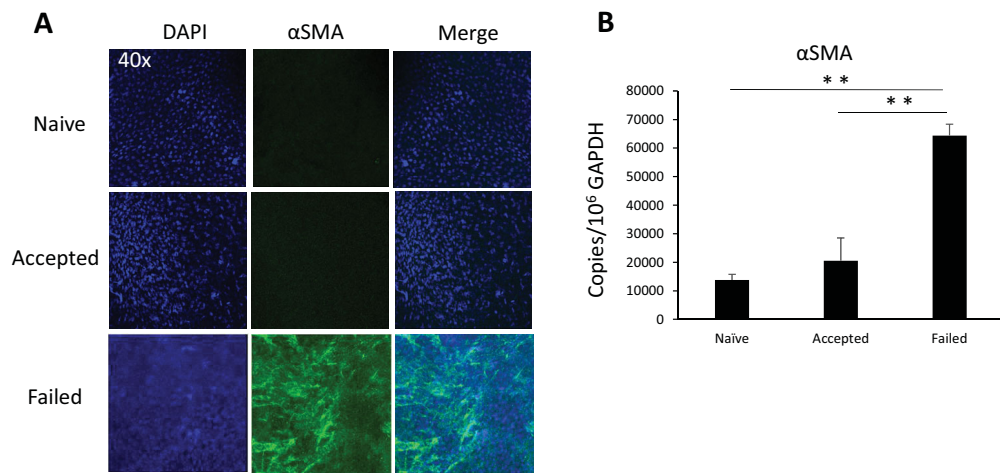 A
DAPI
αSMA
Merge
40x
Naive
Accepted
Failed
B
αSMA
* *
* *
80000
70000
60000
50000
40000
30000
20000
10000
0
Copies/10⁶ GAPDH
Naïve
Accepted
Failed